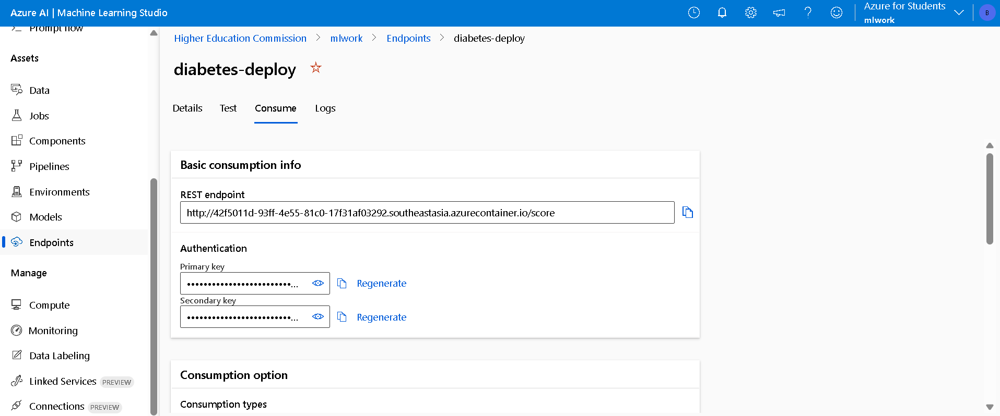 Azure AI | Machine Learning Studio
Azure for Students
mlwork
B
Prompt flow
Assets
Data
Jobs
Components
Pipelines
Environments
Models
Endpoints
Manage
Compute
Monitoring
Data Labeling
Linked Services PREVIEW
Connections PREVIEW
Higher Education Commission > mlwork > Endpoints > diabetes-deploy
diabetes-deploy
Details Test Consume Logs
Basic consumption info
REST endpoint
http://42f5011d-93ff-4e55-81c0-17f31af03292.southeastasia.azurecontainer.io/score
Authentication
Primary key
•••••••••••••••••••••••••... Regenerate
Secondary key
•••••••••••••••••••••••••... Regenerate
Consumption option
Consumption types